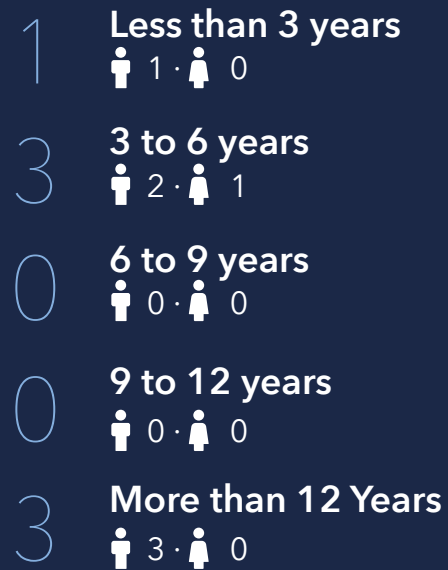 1
Less than 3 years
1 · 0
3
3 to 6 years
2 · 1
0
6 to 9 years
0 · 0
0
9 to 12 years
0 · 0
3
More than 12 Years
3 · 0